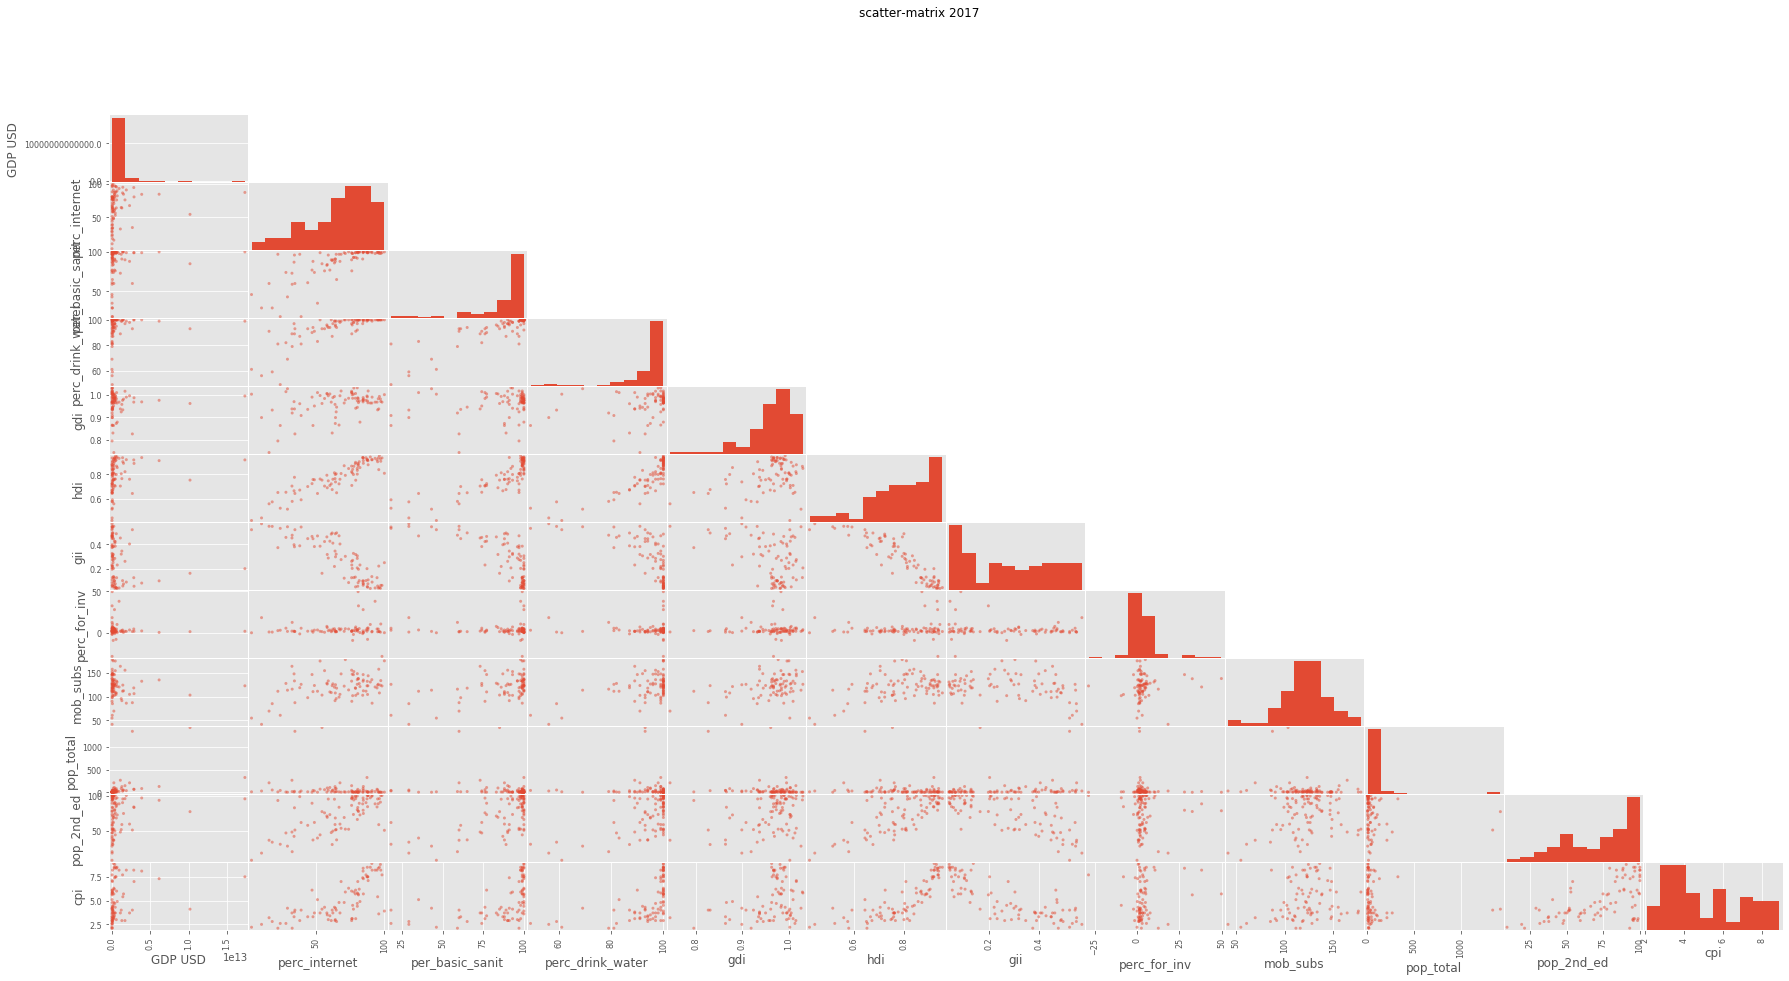 scatter-matrix 2017
GDP USD
10000000000000.0
0.0
perc_internet
100
50
per_basic_sanit
100
50
perc_drink_water
100
80
60
gdi
1.0
0.9
0.8
hdi
0.8
0.6
gii
0.4
0.2
perc_for_inv
50
0
mob_subs
150
100
50
pop_total
1000
500
0
pop_2nd_ed
100
50
cpi
7.5
5.0
2.5
0.0 0.5 1.0 1.5 50 100 25 50 75 100 60 80 100 0.8 0.9 1.0 0.6 0.8 0.2 0.4 −25 0 25 50 50 100 150 0 500 1000 25 50 75 100 2 4 6 8
1e13
GDP USD perc_internet per_basic_sanit perc_drink_water gdi hdi gii perc_for_inv mob_subs pop_total pop_2nd_ed cpi